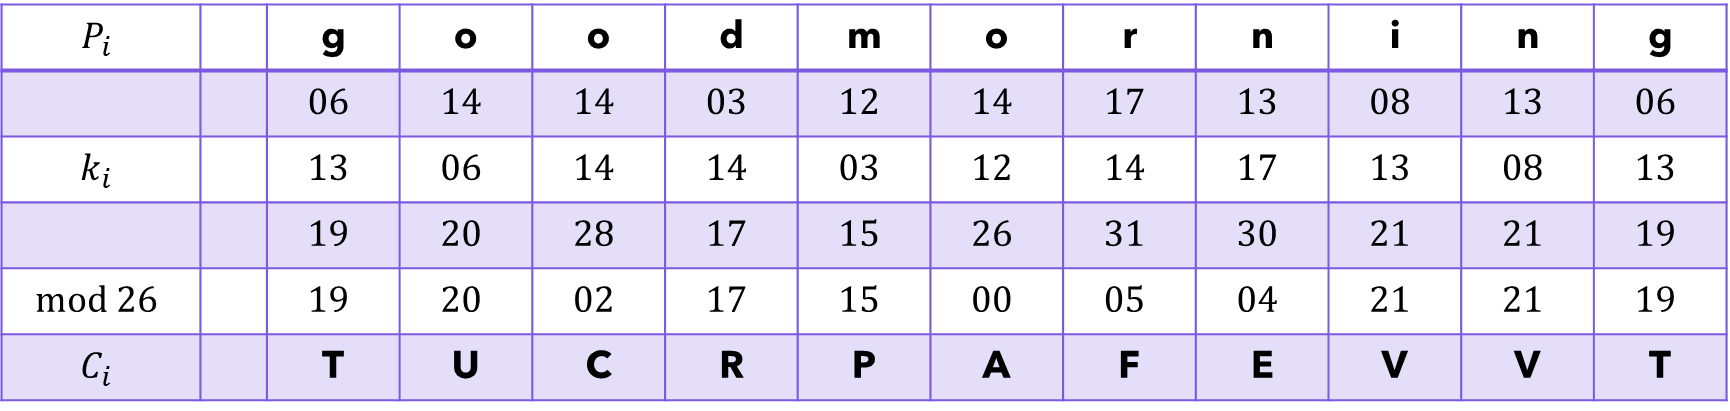 Pᵢ g o o d m o r n i n g
06 14 14 03 12 14 17 13 08 13 06
kᵢ 13 06 14 14 03 12 14 17 13 08 13
19 20 28 17 15 26 31 30 21 21 19
mod 26 19 20 02 17 15 00 05 04 21 21 19
Cᵢ T U C R P A F E V V T